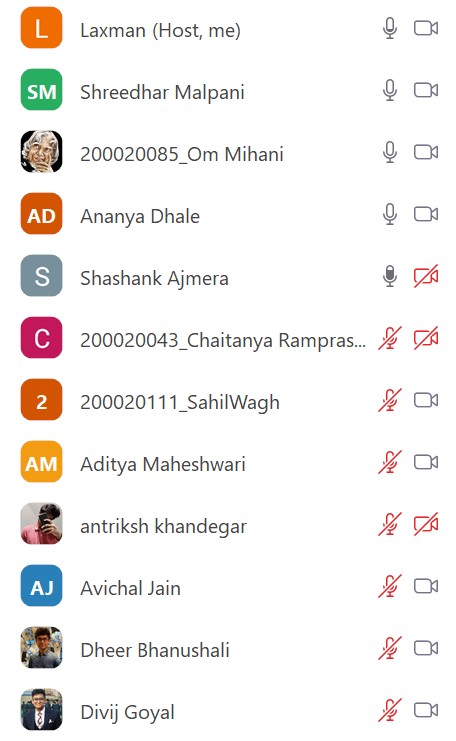 L Laxman (Host, me)
SM Shreedhar Malpani
200020085_Om Mihani
AD Ananya Dhale
S Shashank Ajmera
C 200020043_Chaitanya Rampras...
2 200020111_SahilWagh
AM Aditya Maheshwari
antriksh khandegar
AJ Avichal Jain
Dheer Bhanushali
Divij Goyal